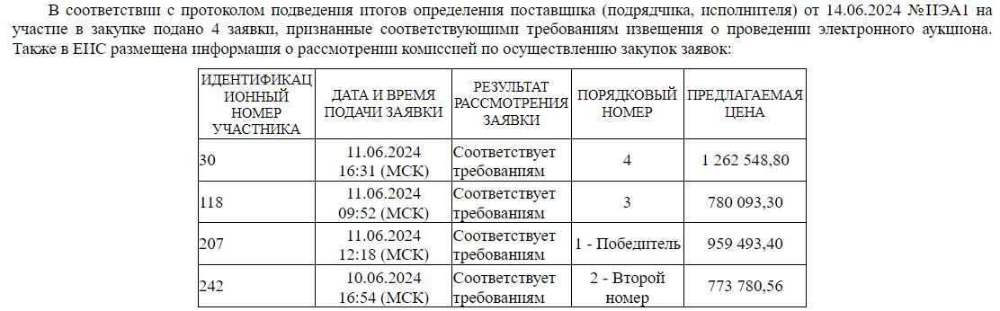 В соответствии с протоколом подведения итогов определения поставщика (подрядчика, исполнителя) от 14.06.2024 №ИЭА1 на
участие в закупке подано 4 заявки, признанные соответствующими требованиям извещения о проведении электронного аукциона.
Также в ЕИС размещена информация о рассмотрении комиссией по осуществлению закупок заявок:
ИДЕНТИФИКАЦ
ИОННЫЙ
НОМЕР
УЧАСТНИКА
ДАТА И ВРЕМЯ
ПОДАЧИ ЗАЯВКИ
РЕЗУЛЬТАТ
РАССМОТРЕНИЯ
ЗАЯВКИ
ПОРЯДКОВЫЙ
НОМЕР
ПРЕДЛАГАЕМАЯ
ЦЕНА
30
11.06.2024
16:31 (МСК)
Соответствует
требованиям
4
1 262 548,80
118
11.06.2024
09:52 (МСК)
Соответствует
требованиям
3
780 093,30
207
11.06.2024
12:18 (МСК)
Соответствует
требованиям
1 - Победитель
959 493,40
242
10.06.2024
16:54 (МСК)
Соответствует
требованиям
2 - Второй
номер
773 780,56